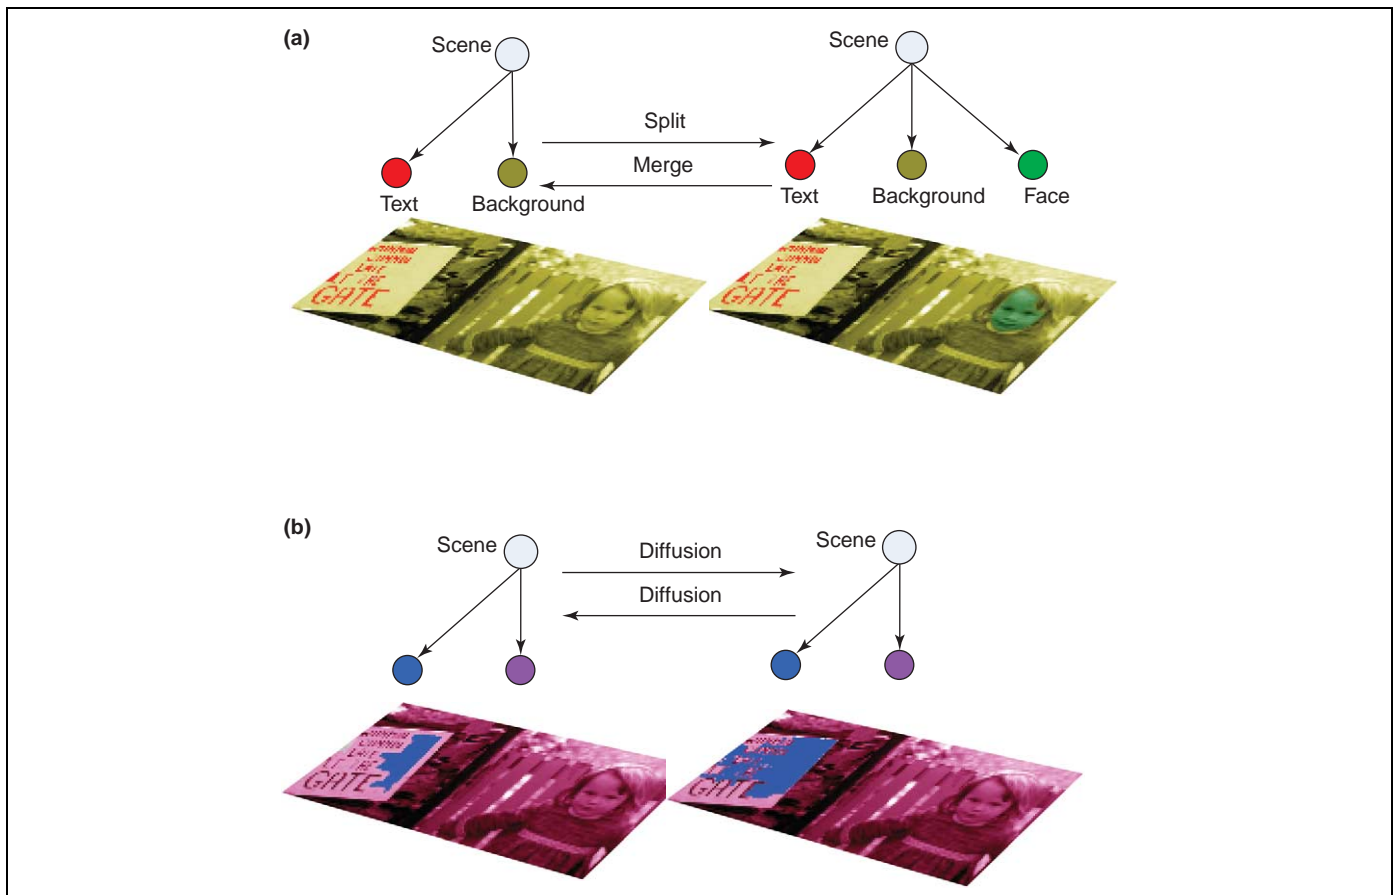 (a)
Scene
Scene
Split
Merge
Text
Background
Text
Background
Face
GATE
GATE
(b)
Scene
Scene
Diffusion
Diffusion
GATE